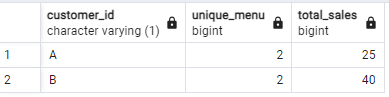 customer_id unique_menu total_sales
character varying (1) bigint bigint
1 A 2 25
2 B 2 40